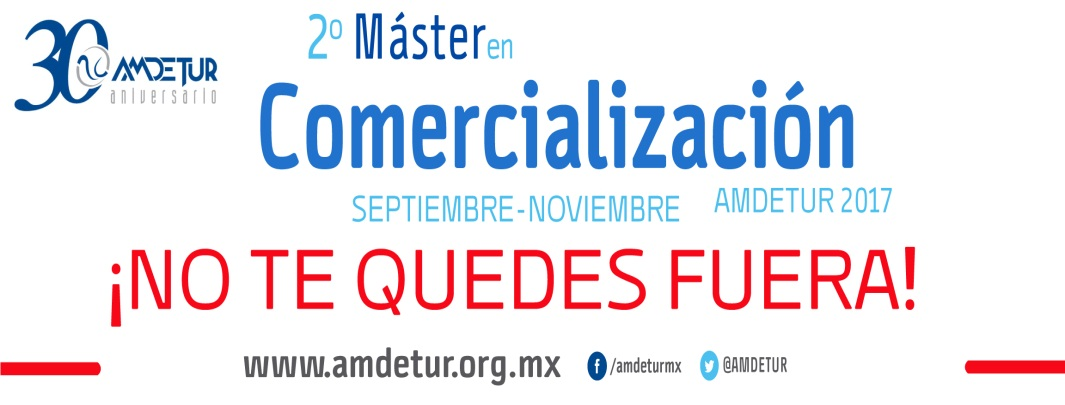 30 AMDETUR
aniversario
2º Máster en
Comercialización
SEPTIEMBRE-NOVIEMBRE AMDETUR 2017
¡NO TE QUEDES FUERA!
www.amdetur.org.mx /amdeturmx @AMDETUR